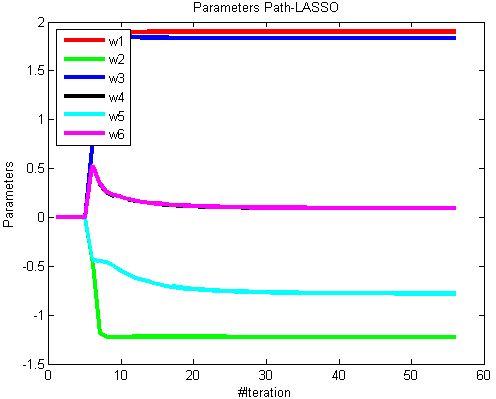 Parameters Path-LASSO
2
1.5
1
0.5
0
-0.5
-1
-1.5
Parameters
w1
w2
w3
w4
w5
w6
0 10 20 30 40 50 60
#Iteration